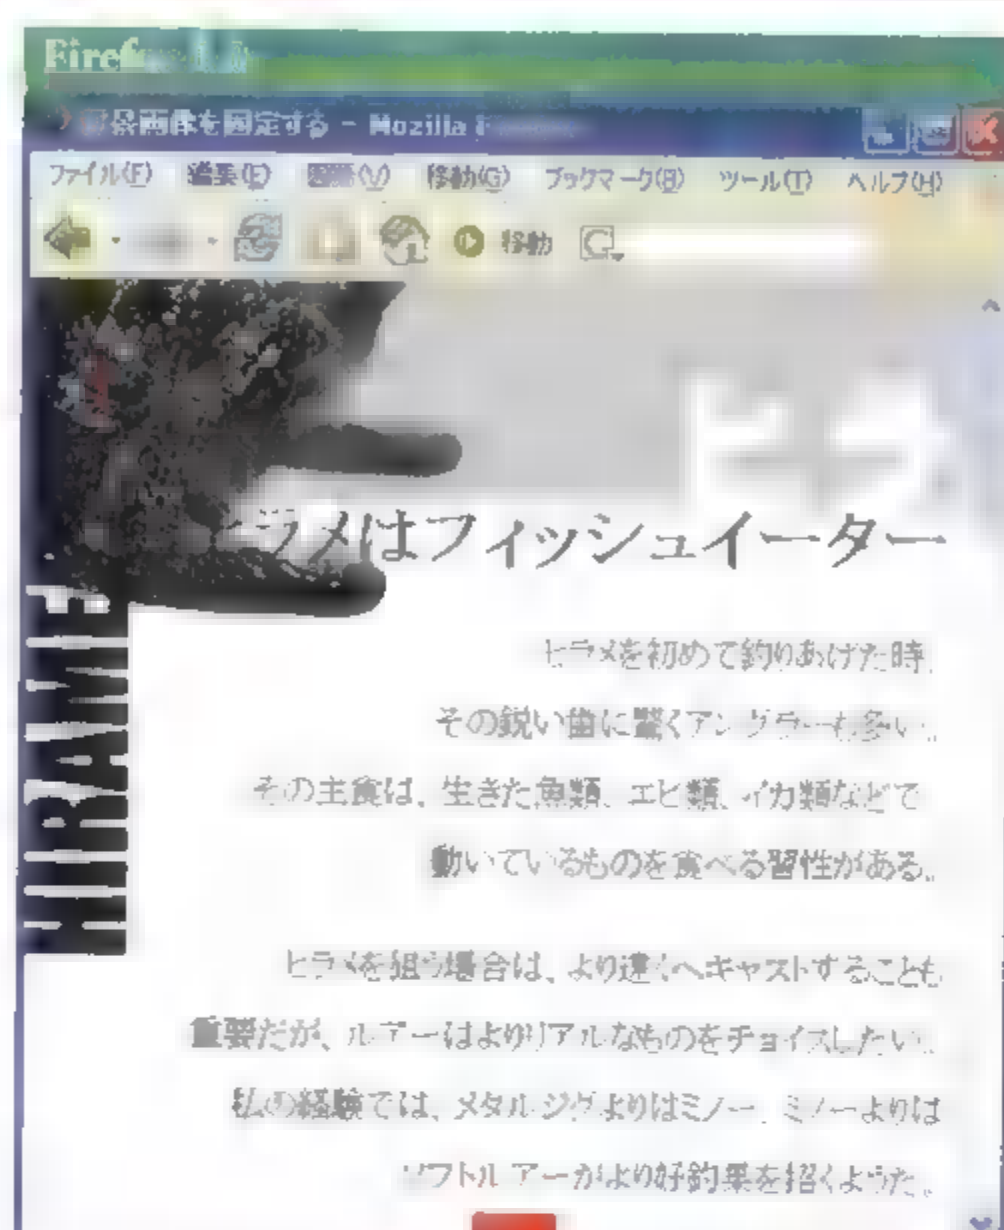 Firef
背景画像を固定する - Mozilla
ファイル(F) 編集(E) 表示(V) 移動(G) ブックマーク(B) ツール(T) ヘルプ(H)
移動 G
ヒラ
ヒラメはフィッシュイーター
HIRAME
ヒラメを初めて釣りあげた時、
その鋭い歯に驚くアングラーも多い。
その主食は、生きた魚類、エビ類、イカ類などで
動いているものを食べる習性がある。
ヒラメを狙う場合は、より遠くへキャストすることも
重要だが、ルアーはよりリアルなものをチョイスしたい。
私の経験では、メタルジグよりはミノー、ミノーよりは
ソフトルアーがより好釣果を招くようだ。